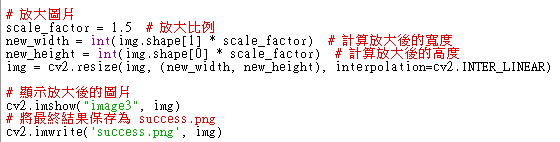 # 放大圖片
scale_factor = 1.5  # 放大比例
new_width = int(img.shape[1] * scale_factor)  # 計算放大後的寬度
new_height = int(img.shape[0] * scale_factor)  # 計算放大後的高度
img = cv2.resize(img, (new_width, new_height), interpolation=cv2.INTER_LINEAR)
# 顯示放大後的圖片
cv2.imshow("image3", img)
# 將最終結果保存為 success.png
cv2.imwrite('success.png', img)